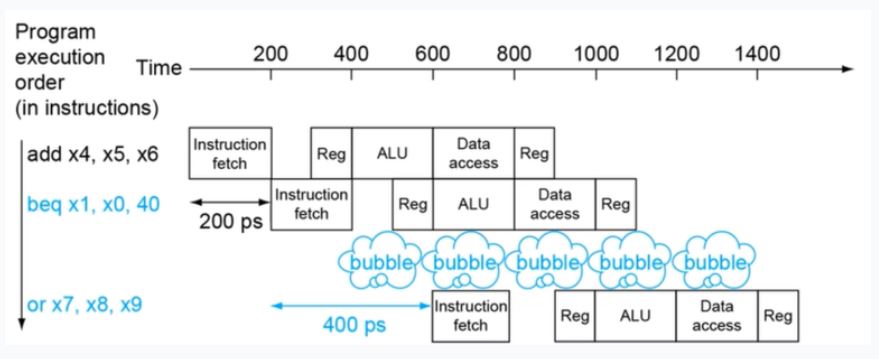 Program
execution
order
(in instructions)
Time
200 400 600 800 1000 1200 1400
add x4, x5, x6
Instruction
fetch
Reg
ALU
Data
access
Reg
beq x1, x0, 40
200 ps
Instruction
fetch
Reg
ALU
Data
access
Reg
bubble bubble bubble bubble bubble
or x7, x8, x9
400 ps
Instruction
fetch
Reg
ALU
Data
access
Reg